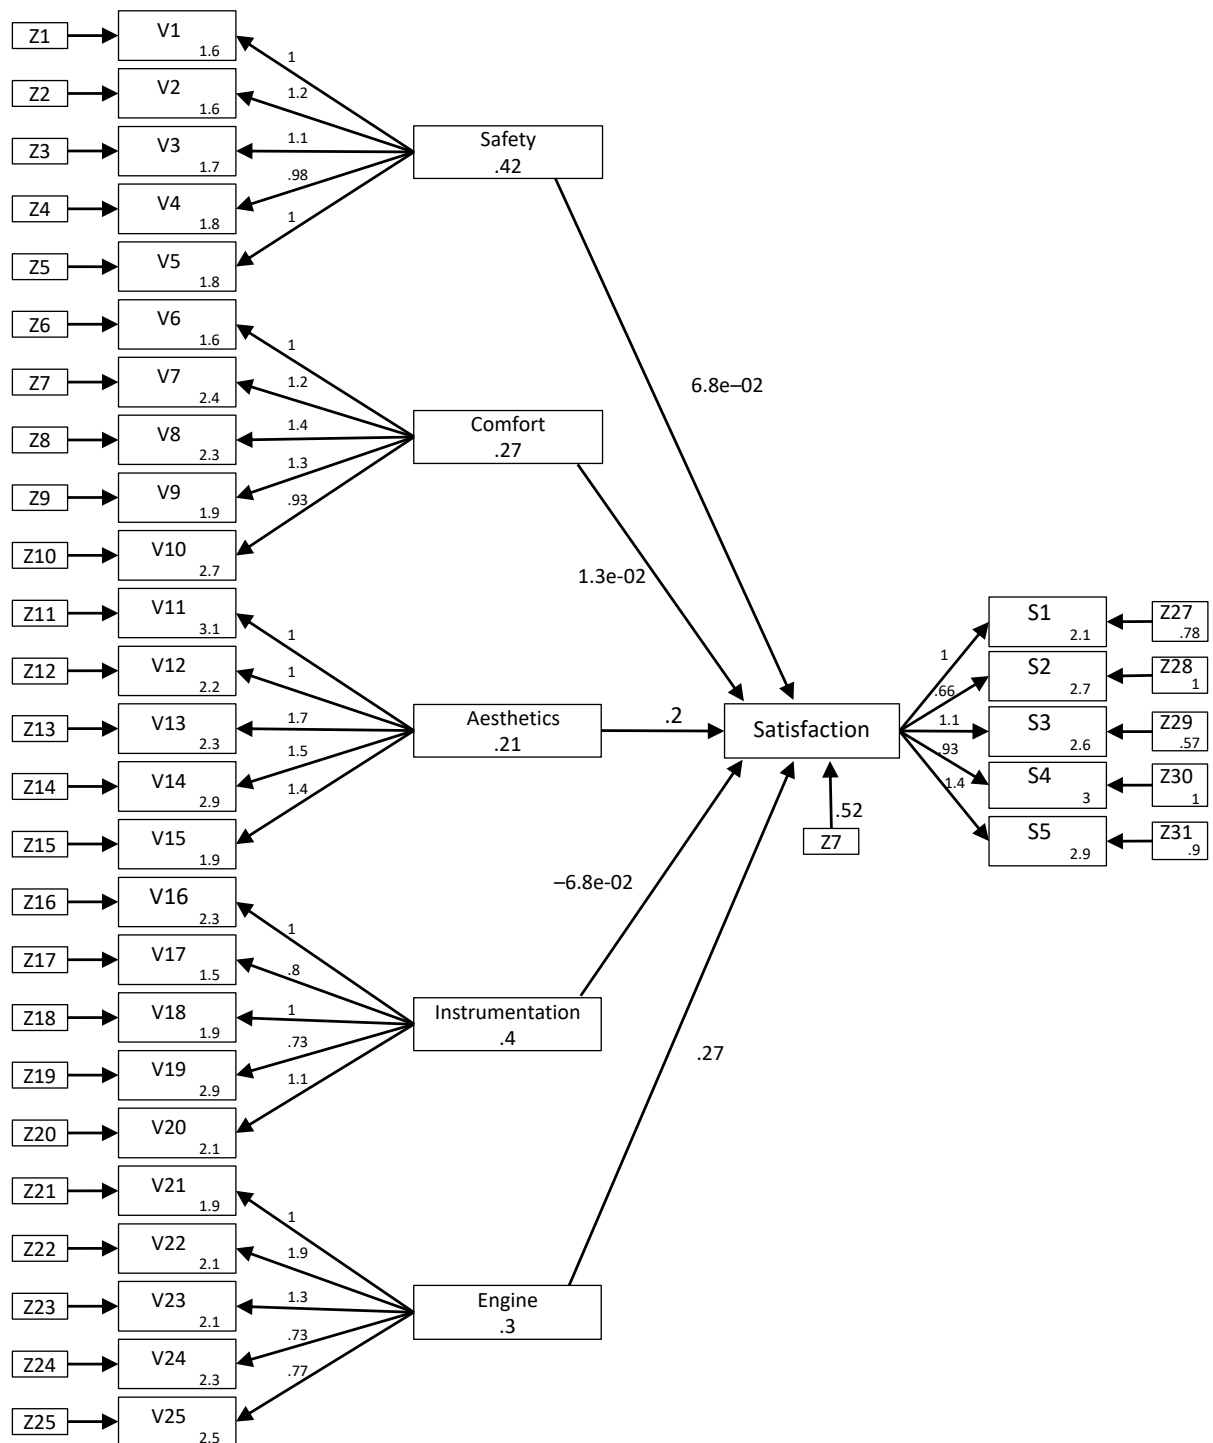 Z1
V1
1.6
1
Z2
V2
1.6
1.2
Z3
V3
1.7
1.1
Safety
.42
Z4
V4
1.8
.98
Z5
V5
1.8
1
Z6
V6
1.6
1
Z7
V7
2.4
1.2
6.8e–02
Z8
V8
2.3
1.4
Comfort
.27
Z9
V9
1.9
1.3
Z10
V10
2.7
.93
1.3e-02
Z11
V11
3.1
1
Z12
V12
2.2
1
Z13
V13
2.3
1.7
Aesthetics
.21
.2
Satisfaction
Z14
V14
2.9
1.5
Z15
V15
1.9
1.4
.52
Z7
1
S1
2.1
Z27
.78
.66
S2
2.7
Z28
1
1.1
S3
2.6
Z29
.57
.93
S4
3
Z30
1
1.4
S5
2.9
Z31
.9
Z16
V16
2.3
1
–6.8e-02
Z17
V17
1.5
.8
Z18
V18
1.9
1
Instrumentation
.4
Z19
V19
2.9
.73
Z20
V20
2.1
1.1
.27
Z21
V21
1.9
1
Z22
V22
2.1
1.9
Z23
V23
2.1
1.3
Engine
.3
Z24
V24
2.3
.73
Z25
V25
2.5
.77